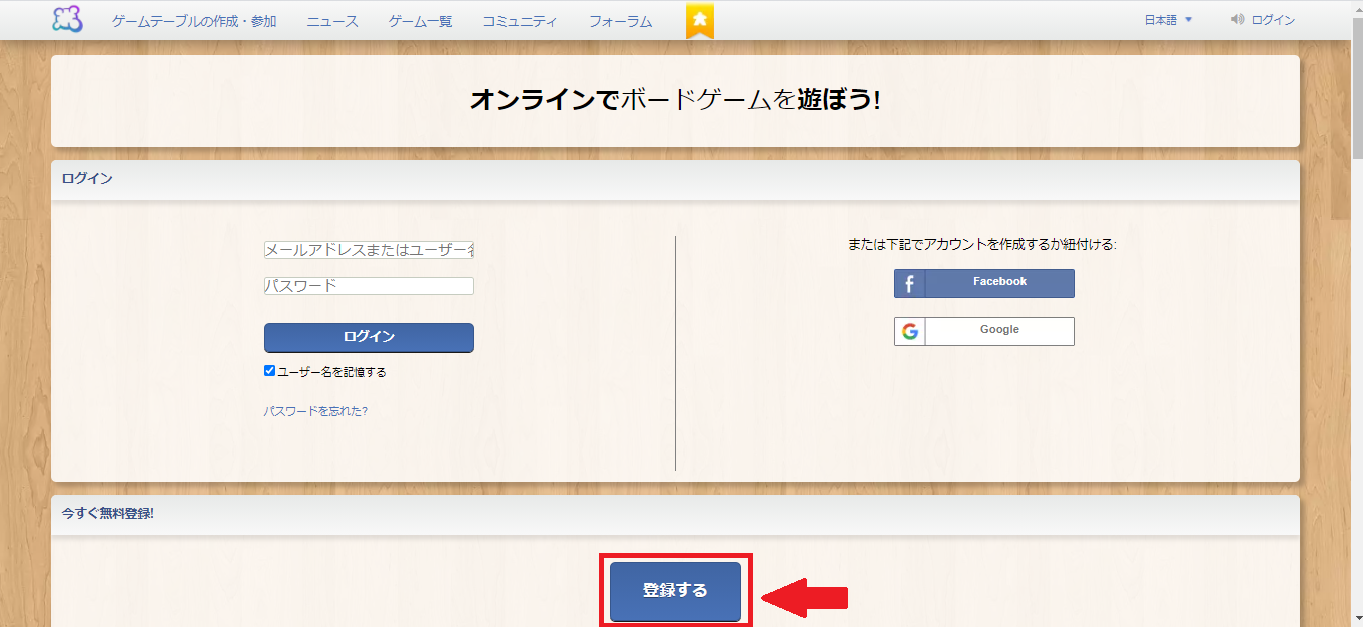 ゲームテーブルの作成・参加 ニュース ゲーム一覧 コミュニティ フォーラム 日本語 ログイン
オンラインでボードゲームを遊ぼう!
ログイン
メールアドレスまたはユーザー名
パスワード
ログイン
ユーザー名を記憶する
パスワードを忘れた?
または下記でアカウントを作成するか紐付ける:
Facebook
Google
今すぐ無料登録!
登録する